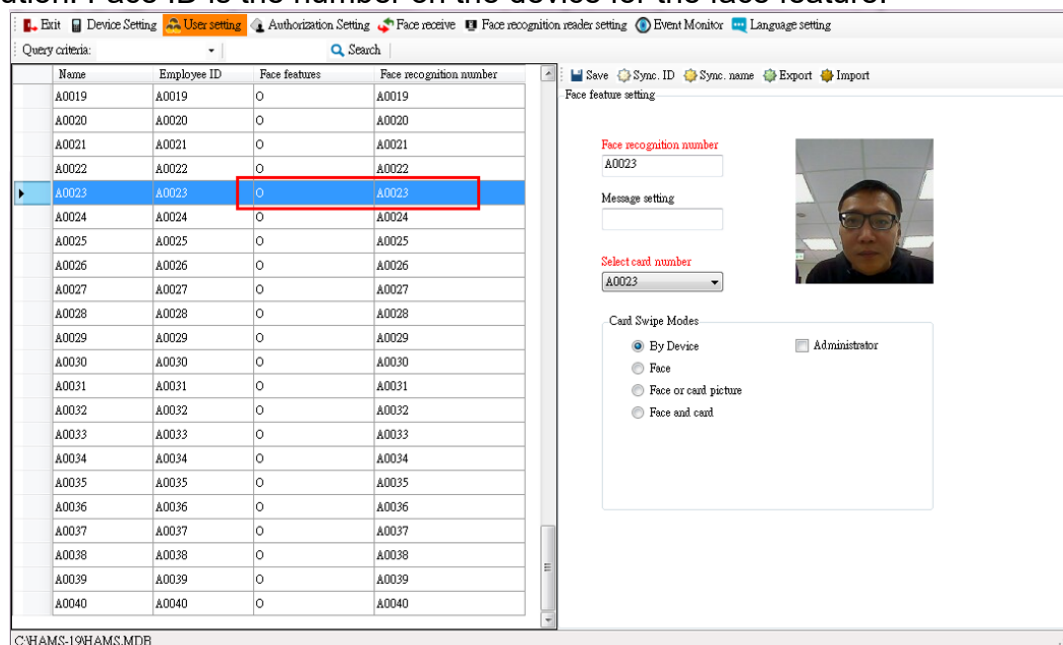 ution. Face ID is the number on the device for the face feature.
Exit Device Setting User setting Authorization Setting Face receive Face recognition reader setting Event Monitor Language setting
Query criteria: Search
Name Employee ID Face features Face recognition number
A0019 A0019 O A0019
A0020 A0020 O A0020
A0021 A0021 O A0021
A0022 A0022 O A0022
A0023 A0023 O A0023
A0024 A0024 O A0024
A0025 A0025 O A0025
A0026 A0026 O A0026
A0027 A0027 O A0027
A0028 A0028 O A0028
A0029 A0029 O A0029
A0030 A0030 O A0030
A0031 A0031 O A0031
A0032 A0032 O A0032
A0033 A0033 O A0033
A0034 A0034 O A0034
A0035 A0035 O A0035
A0036 A0036 O A0036
A0037 A0037 O A0037
A0038 A0038 O A0038
A0039 A0039 O A0039
A0040 A0040 O A0040
Save Sync. ID Sync. name Export Import
Face feature setting
Face recognition number
A0023
Message setting
Select card number
A0023
Card Swipe Modes
By Device Administrator
Face
Face or card picture
Face and card
C:\HAMS-19\HAMS.MDB